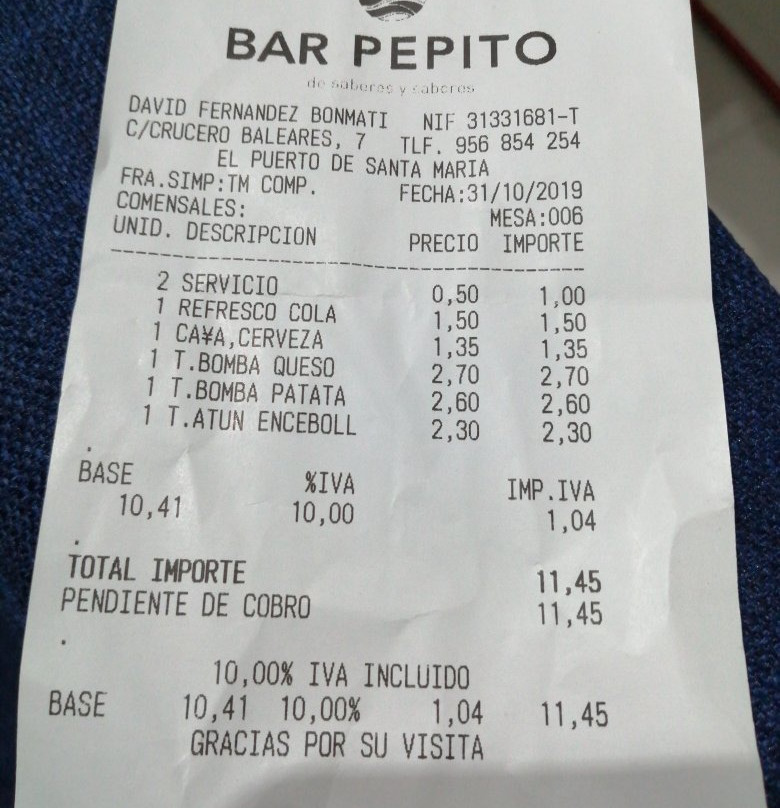 BAR PEPITO
de saberes y sabores
DAVID FERNANDEZ BONMATI NIF 31331681-T
C/CRUCERO BALEARES, 7 TLF. 956 854 254
EL PUERTO DE SANTA MARIA
FRA.SIMP:TM COMP. FECHA:31/10/2019
COMENSALES: MESA:006
UNID. DESCRIPCION PRECIO IMPORTE
2 SERVICIO 0,50 1,00
1 REFRESCO COLA 1,50 1,50
1 CA¥A,CERVEZA 1,35 1,35
1 T.BOMBA QUESO 2,70 2,70
1 T.BOMBA PATATA 2,60 2,60
1 T.ATUN ENCEBOLL 2,30 2,30
.
BASE %IVA IMP.IVA
10,41 10,00 1,04
.
TOTAL IMPORTE 11,45
PENDIENTE DE COBRO 11,45
.
10,00% IVA INCLUIDO
BASE 10,41 10,00% 1,04 11,45
GRACIAS POR SU VISITA